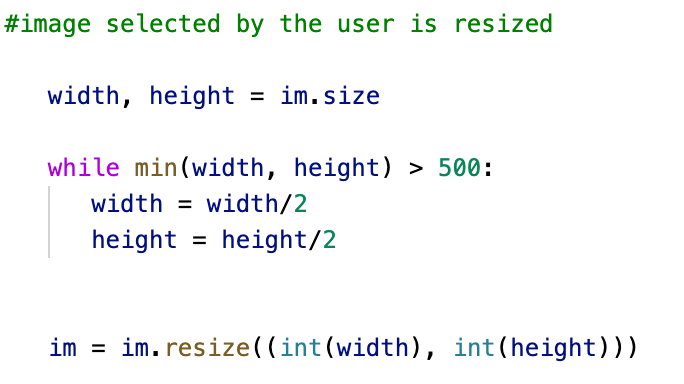 #image selected by the user is resized
width, height = im.size
while min(width, height) > 500:
width = width/2
height = height/2
im = im.resize((int(width), int(height)))